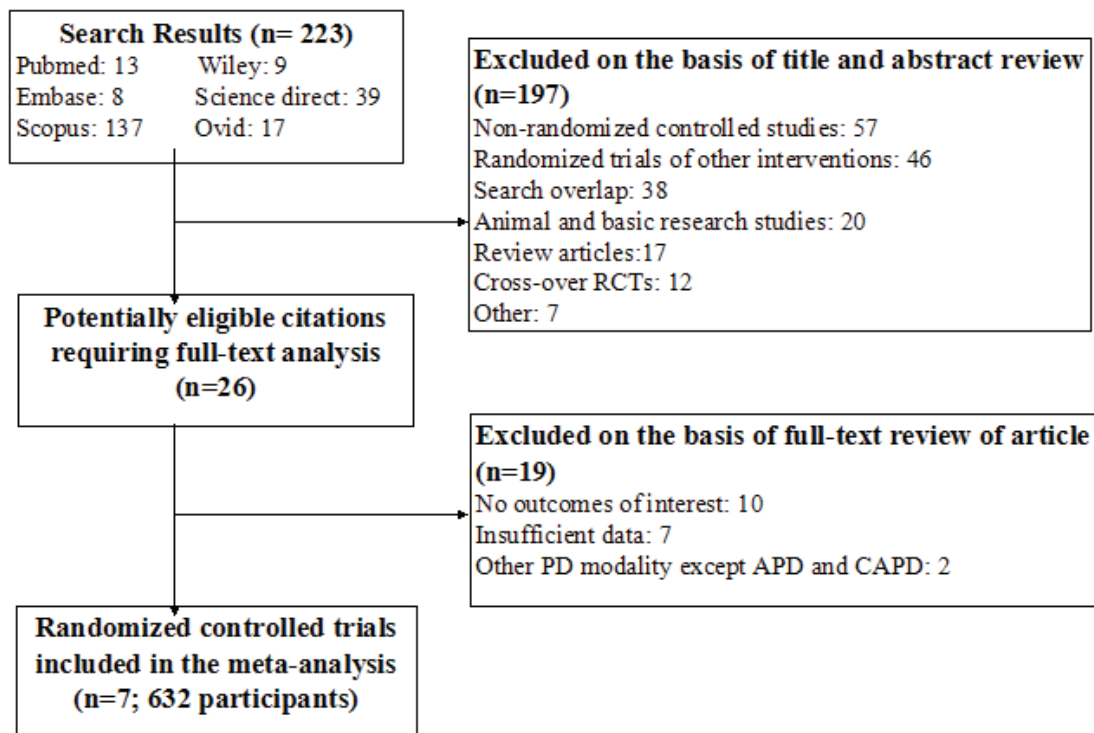 Search Results (n= 223)
Pubmed: 13 Wiley: 9
Embase: 8 Science direct: 39
Scopus: 137 Ovid: 17
Excluded on the basis of title and abstract review
(n=197)
Non-randomized controlled studies: 57
Randomized trials of other interventions: 46
Search overlap: 38
Animal and basic research studies: 20
Review articles:17
Cross-over RCTs: 12
Other: 7
Potentially eligible citations
requiring full-text analysis
(n=26)
Excluded on the basis of full-text review of article
(n=19)
No outcomes of interest: 10
Insufficient data: 7
Other PD modality except APD and CAPD: 2
Randomized controlled trials
included in the meta-analysis
(n=7; 632 participants)